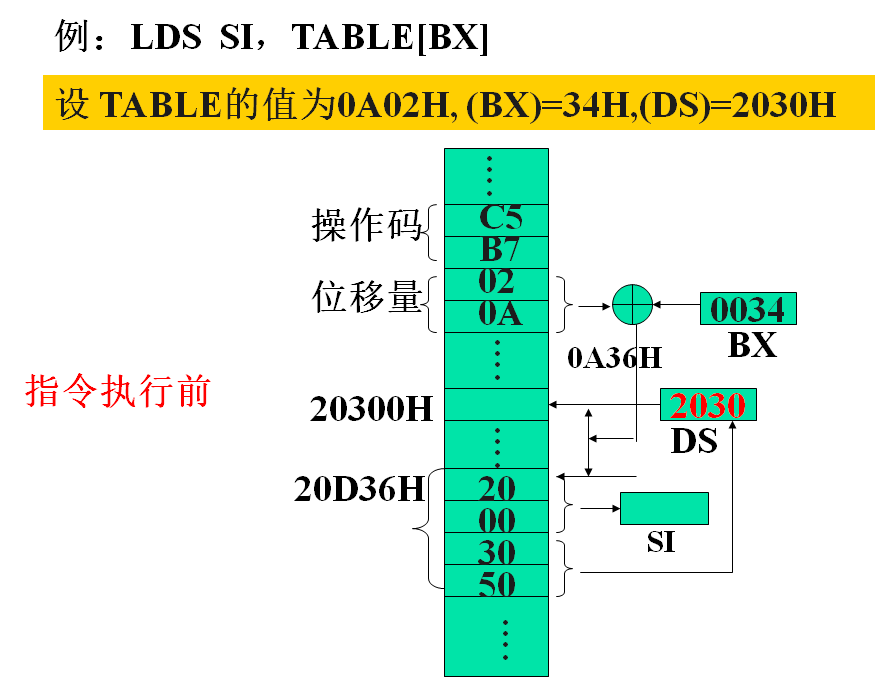 例：LDS SI，TABLE[BX]
设 TABLE的值为0A02H, (BX)=34H,(DS)=2030H
操作码
C5
B7
位移量
02
0A
0034
BX
0A36H
指令执行前
20300H
2030
DS
20D36H
20
00
SI
30
50